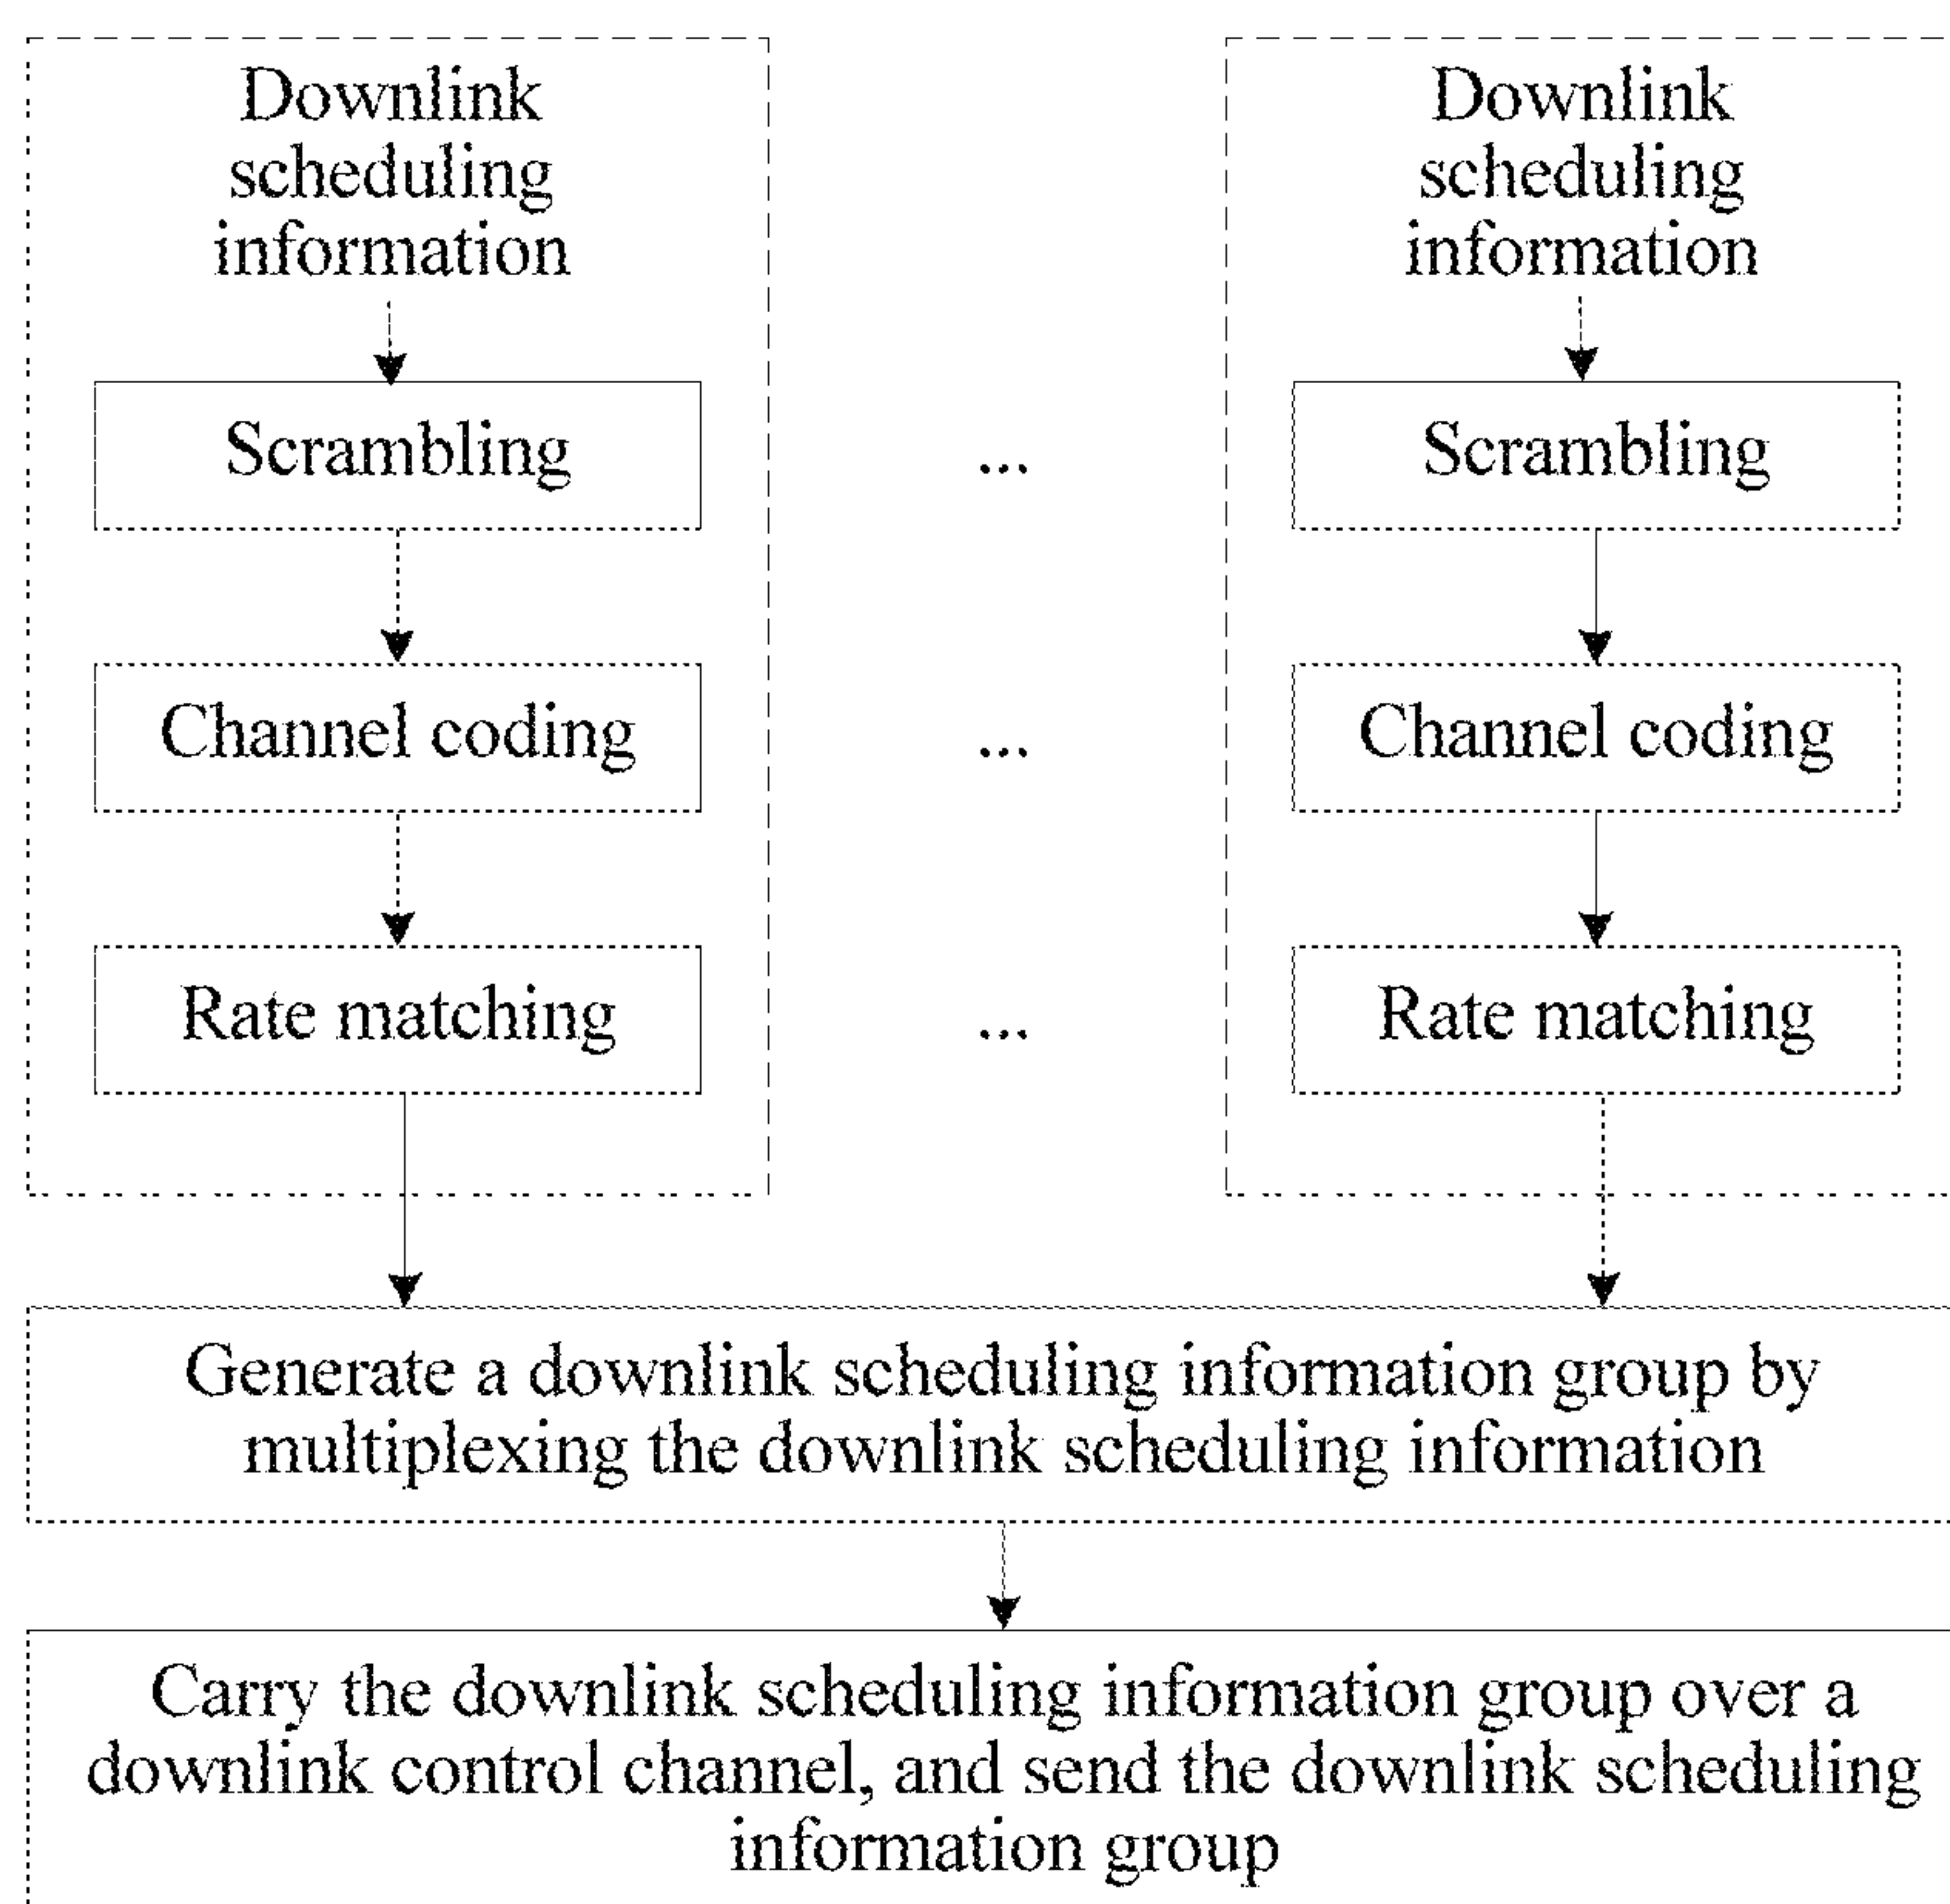 Downlink
scheduling
information
Downlink
scheduling
information
Scrambling
...
Scrambling
Channel coding
...
Channel coding
Rate matching
...
Rate matching
Generate a downlink scheduling information group by
multiplexing the downlink scheduling information
Carry the downlink scheduling information group over a
downlink control channel, and send the downlink scheduling
information group